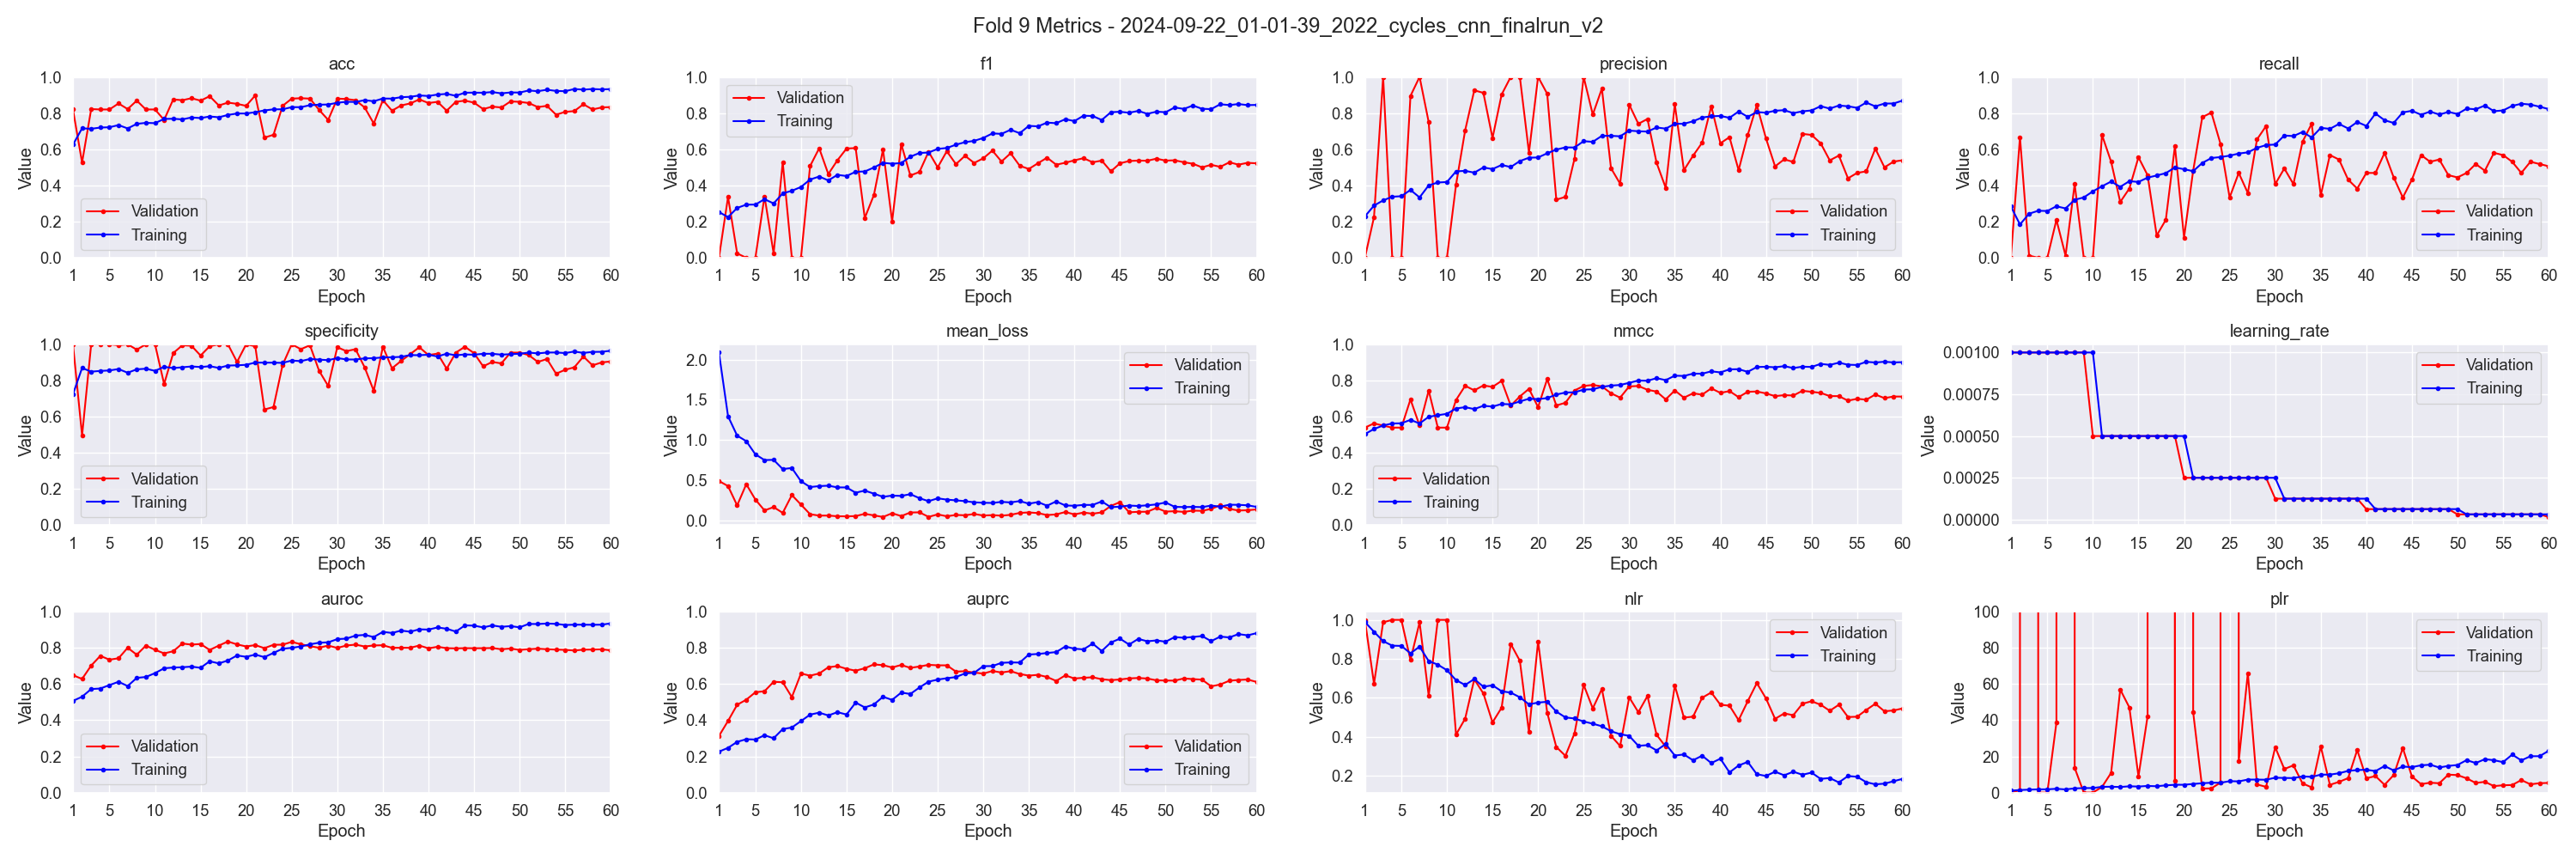 Fold 9 Metrics - 2024-09-22_01-01-39_2022_cycles_cnn_finalrun_v2
acc
Value
1.0
0.8
0.6
0.4
0.2
0.0
Validation
Training
1 5 10 15 20 25 30 35 40 45 50 55 60
Epoch
f1
Value
1.0
0.8
0.6
0.4
0.2
0.0
Validation
Training
1 5 10 15 20 25 30 35 40 45 50 55 60
Epoch
precision
Value
1.0
0.8
0.6
0.4
0.2
0.0
Validation
Training
1 5 10 15 20 25 30 35 40 45 50 55 60
Epoch
recall
Value
1.0
0.8
0.6
0.4
0.2
0.0
Validation
Training
1 5 10 15 20 25 30 35 40 45 50 55 60
Epoch
specificity
Value
1.0
0.8
0.6
0.4
0.2
0.0
Validation
Training
1 5 10 15 20 25 30 35 40 45 50 55 60
Epoch
mean_loss
Value
2.0
1.5
1.0
0.5
0.0
Validation
Training
1 5 10 15 20 25 30 35 40 45 50 55 60
Epoch
nmcc
Value
1.0
0.8
0.6
0.4
0.2
0.0
Validation
Training
1 5 10 15 20 25 30 35 40 45 50 55 60
Epoch
learning_rate
Value
0.00100
0.00075
0.00050
0.00025
0.00000
Validation
Training
1 5 10 15 20 25 30 35 40 45 50 55 60
Epoch
auroc
Value
1.0
0.8
0.6
0.4
0.2
0.0
Validation
Training
1 5 10 15 20 25 30 35 40 45 50 55 60
Epoch
auprc
Value
1.0
0.8
0.6
0.4
0.2
0.0
Validation
Training
1 5 10 15 20 25 30 35 40 45 50 55 60
Epoch
nlr
Value
1.0
0.8
0.6
0.4
0.2
Validation
Training
1 5 10 15 20 25 30 35 40 45 50 55 60
Epoch
plr
Value
100
80
60
40
20
0
Validation
Training
1 5 10 15 20 25 30 35 40 45 50 55 60
Epoch